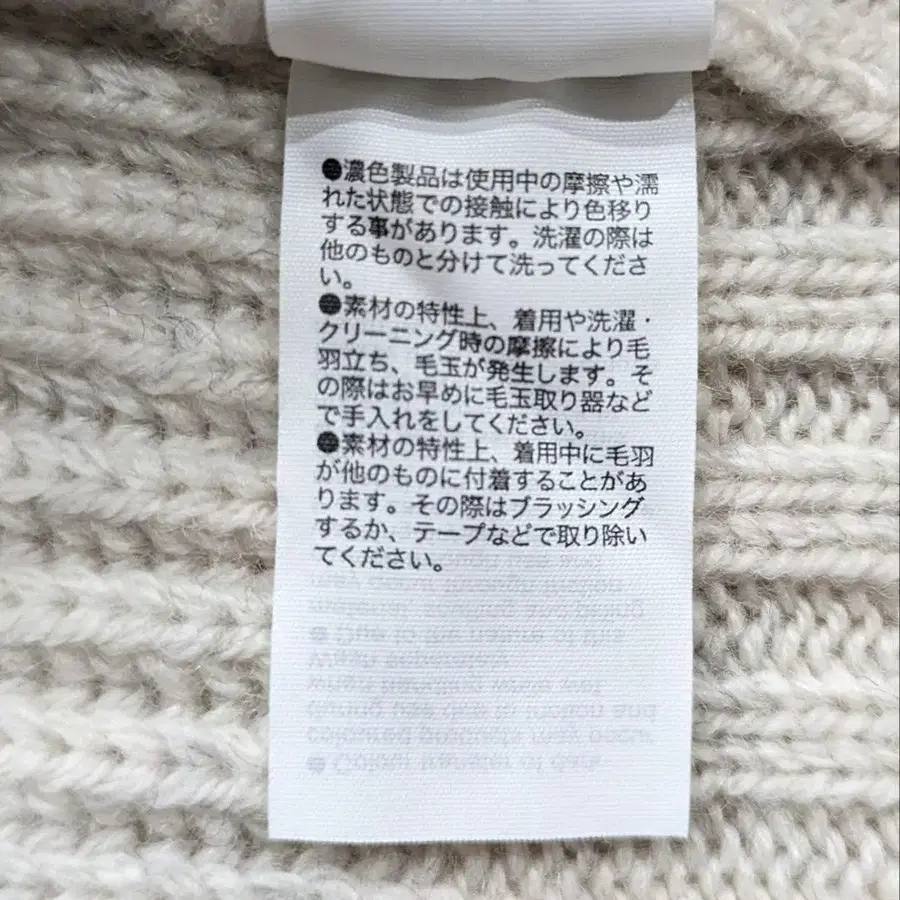 ●濃色製品は使用中の摩擦や濡
れた状態での接触により色移り
する事があります。洗濯の際は
他のものと分けて洗ってくださ
い。
●素材の特性上、着用や洗濯・
クリーニング時の摩擦により毛
羽立ち、毛玉が発生します。そ
の際はお早めに毛玉取り器など
で手入れをしてください。
●素材の特性上、着用中に毛羽
が他のものに付着することがあ
ります。その際はブラッシング
するか、テープなどで取り除い
てください。